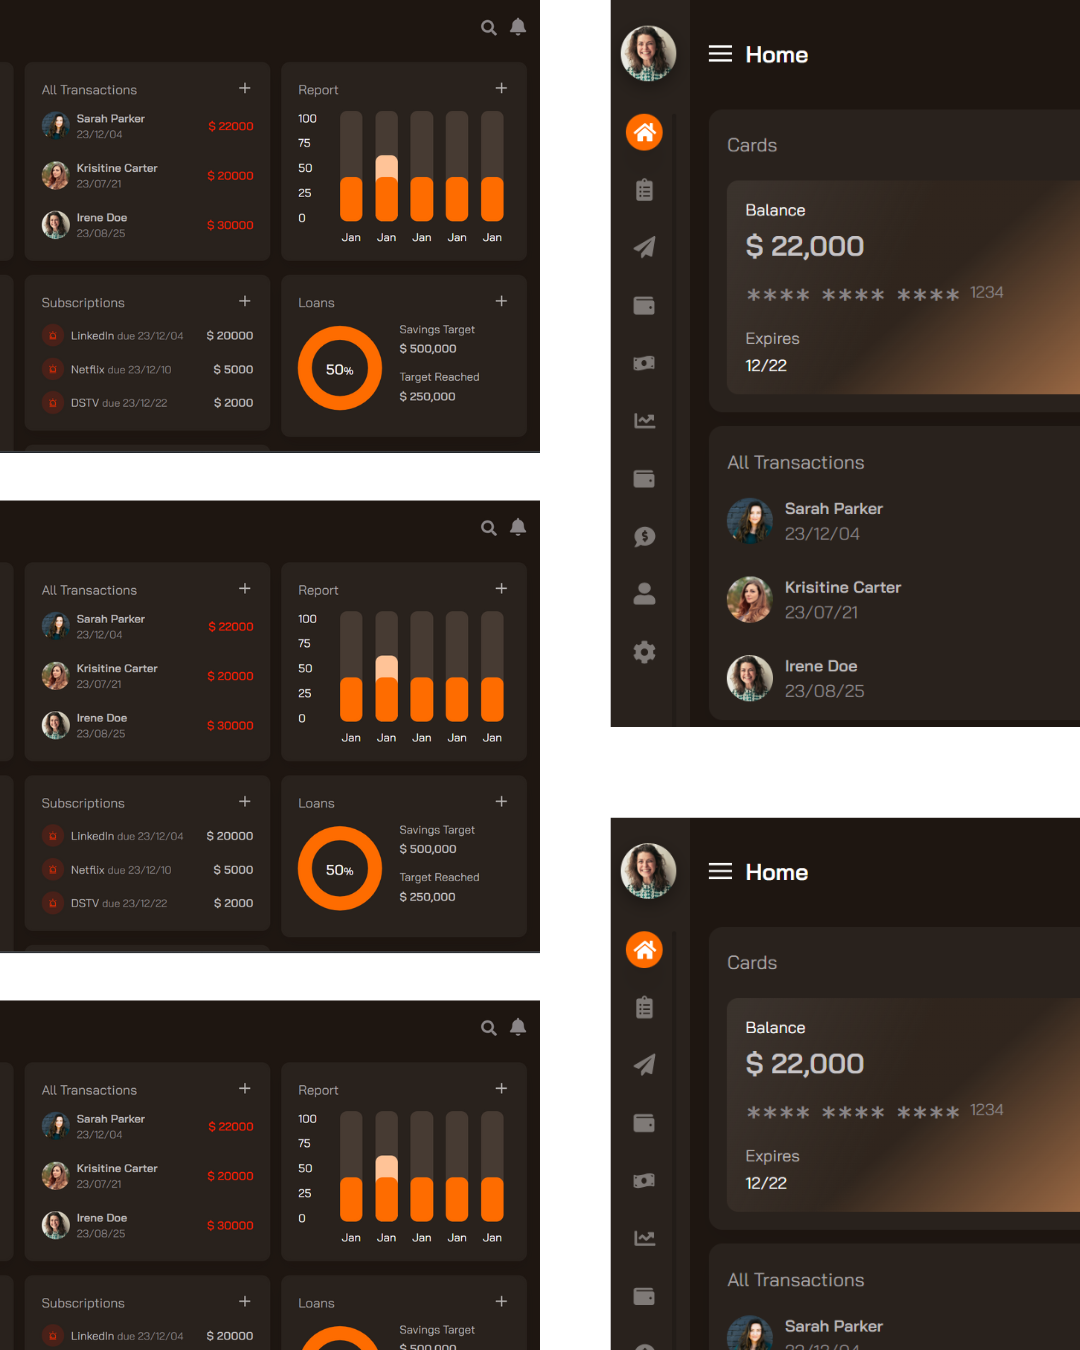 All Transactions
Sarah Parker
23/12/04
$ 22000
Krisitine Carter
23/07/21
$ 20000
Irene Doe
23/08/25
$ 30000
Report
100
75
50
25
0
Jan Jan Jan Jan Jan
Subscriptions
LinkedIn due 23/12/04 $ 20000
Netflix due 23/12/10 $ 5000
DSTV due 23/12/22 $ 2000
Loans
50%
Savings Target
$ 500,000
Target Reached
$ 250,000
All Transactions
Sarah Parker
23/12/04
$ 22000
Krisitine Carter
23/07/21
$ 20000
Irene Doe
23/08/25
$ 30000
Report
100
75
50
25
0
Jan Jan Jan Jan Jan
Subscriptions
LinkedIn due 23/12/04 $ 20000
Netflix due 23/12/10 $ 5000
DSTV due 23/12/22 $ 2000
Loans
50%
Savings Target
$ 500,000
Target Reached
$ 250,000
All Transactions
Sarah Parker
23/12/04
$ 22000
Krisitine Carter
23/07/21
$ 20000
Irene Doe
23/08/25
$ 30000
Report
100
75
50
25
0
Jan Jan Jan Jan Jan
Subscriptions
LinkedIn due 23/12/04 $ 20000
Loans
Savings Target
$ 500,000
Home
Cards
Balance
$ 22,000
**** **** **** 1234
Expires
12/22
All Transactions
Sarah Parker
23/12/04
Krisitine Carter
23/07/21
Irene Doe
23/08/25
Home
Cards
Balance
$ 22,000
**** **** **** 1234
Expires
12/22
All Transactions
Sarah Parker
23/12/04